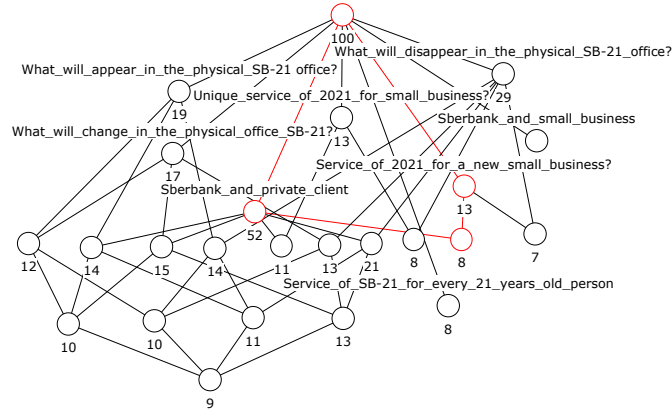 100
What_will_disappear_in_the_physical_SB-21_office?
What_will_appear_in_the_physical_SB-21 office?
29
19
Unique_service_of_2021_for_small_business?
Sberbank_and_small_business
13
What_will_change_in_the_physical_office_SB-21?
17
Service_of_2021_for_a_new_small_business?
Sberbank_and_private_client
13
52
12
14
15
14
11
13
21
8
8
7
Service_of_SB-21_for_every_21_years_old_person
10
10
11
13
8
9